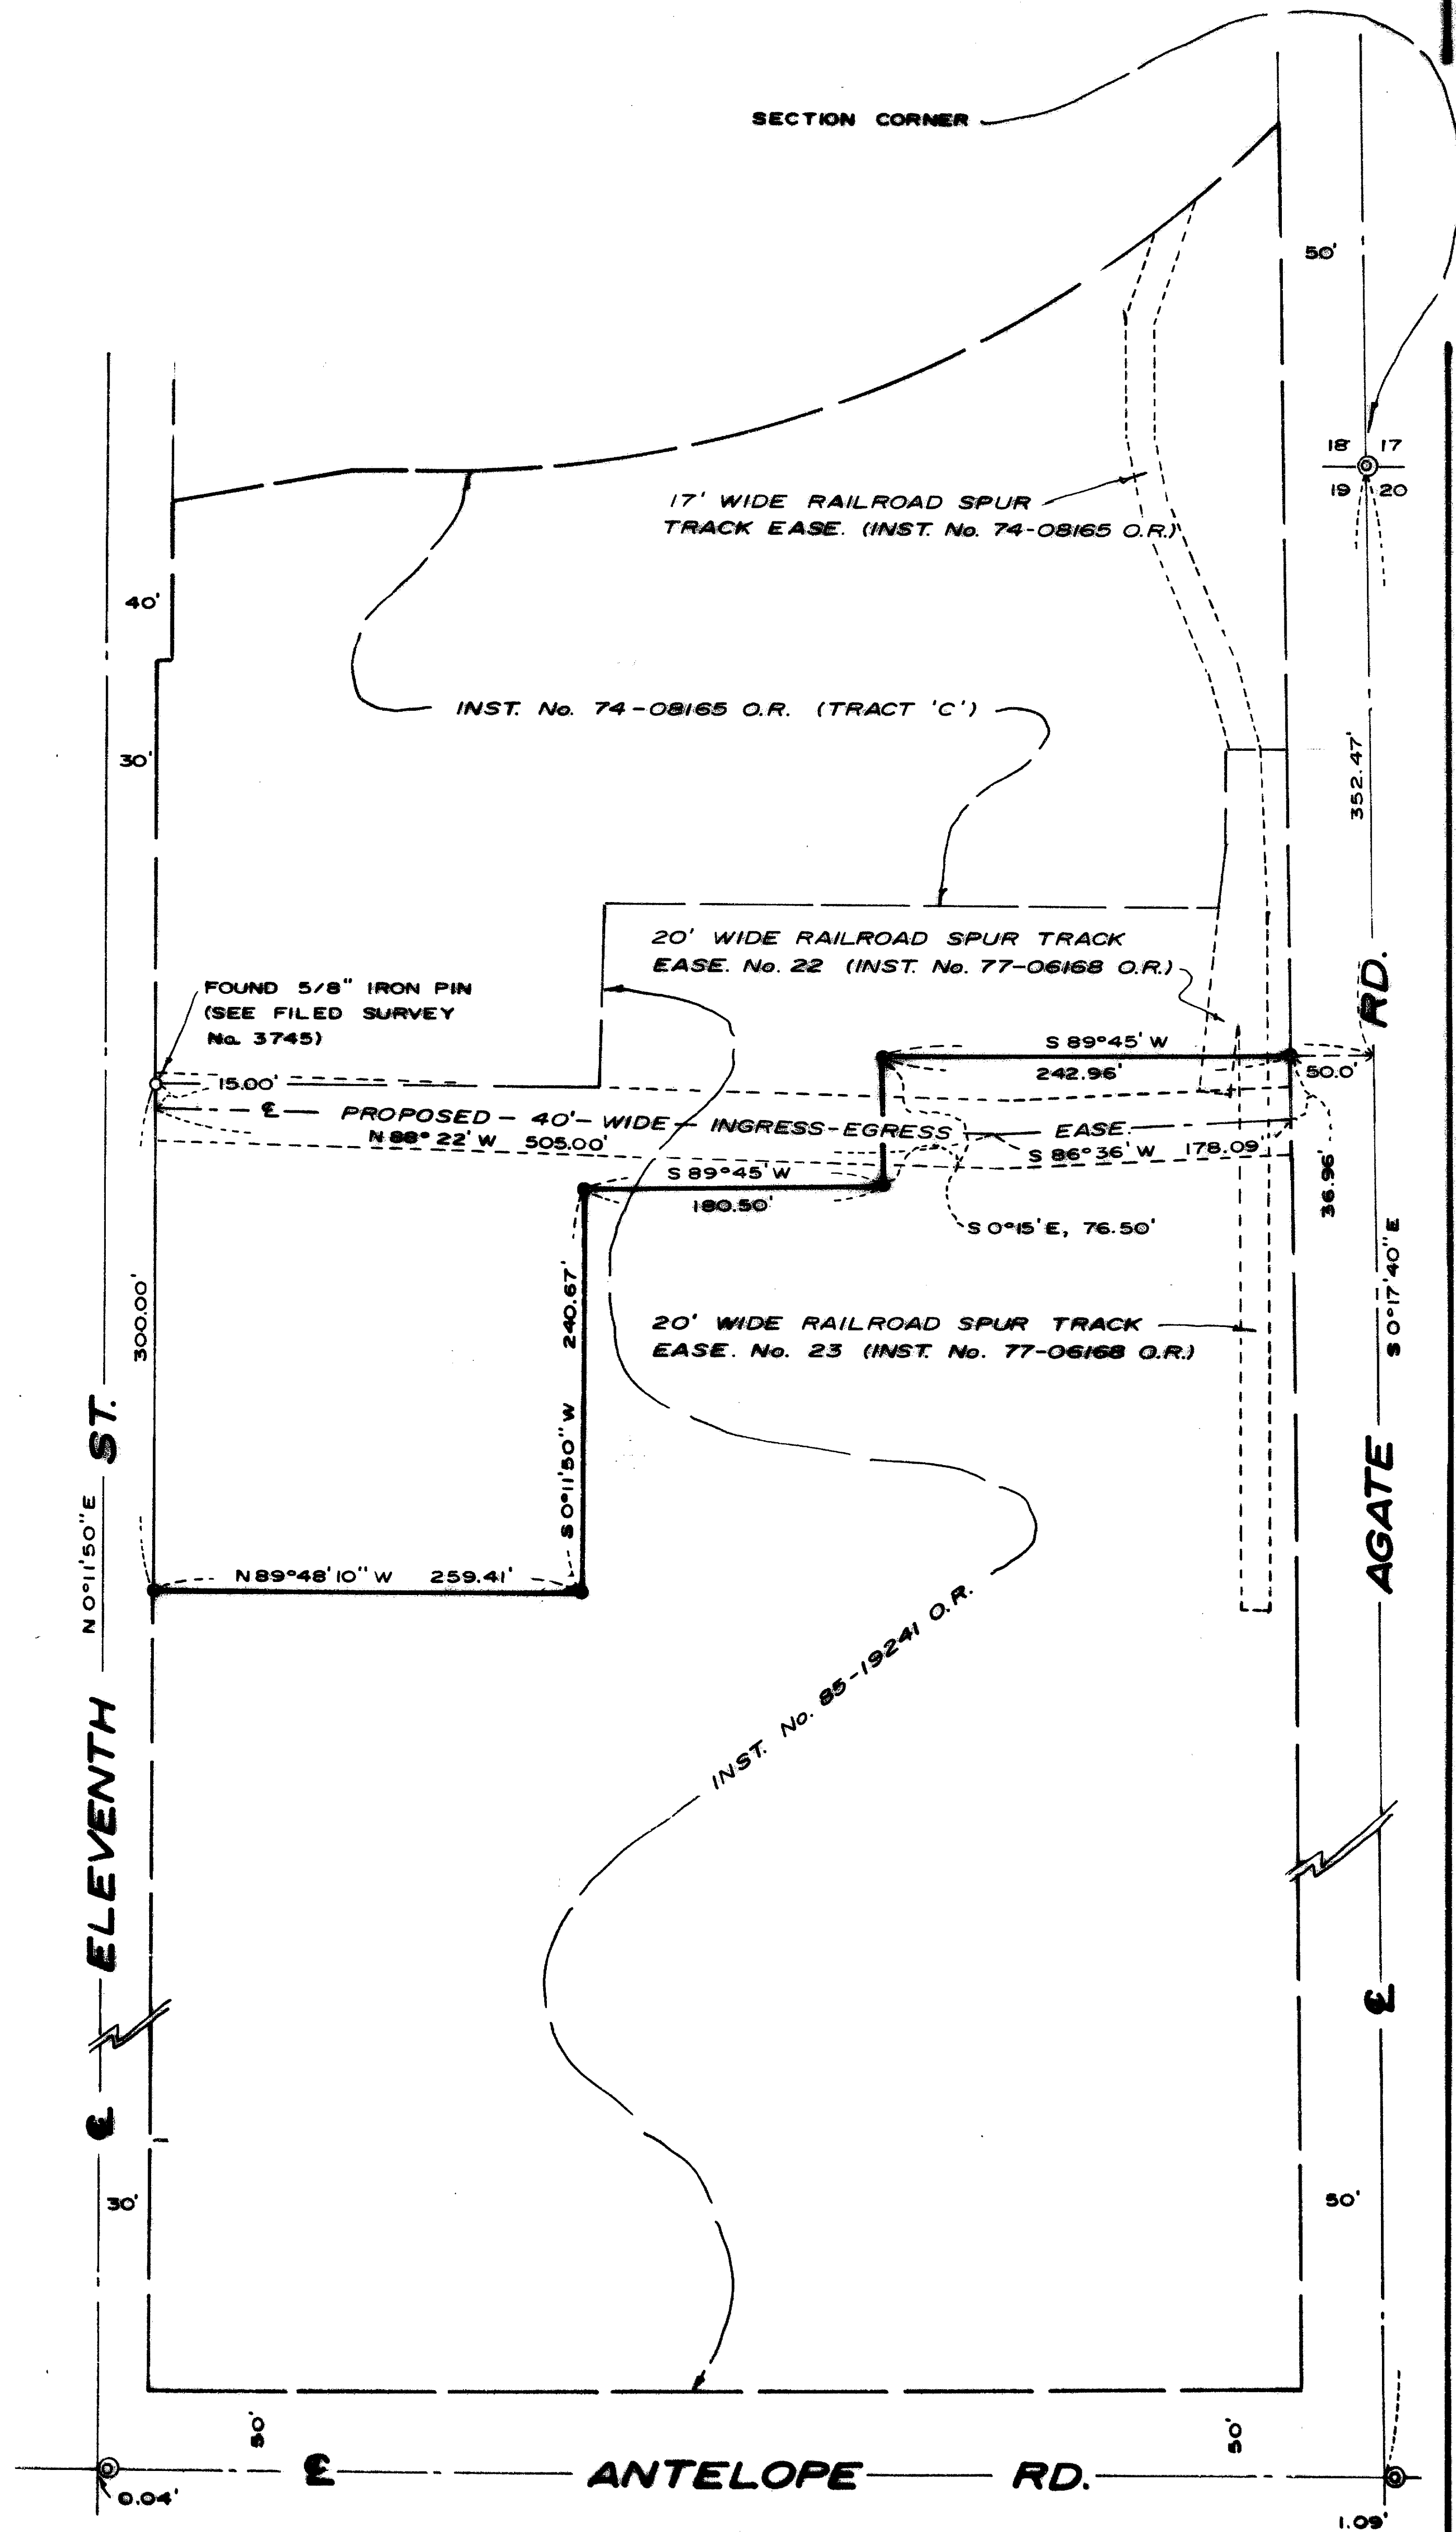 SECTION CORNER
50'
18 17
19 20
17' WIDE RAILROAD SPUR
TRACK EASE. (INST. No. 74-08165 O.R.)
40'
INST. No. 74-08165 O.R. (TRACT 'C')
30'
352.47'
20' WIDE RAILROAD SPUR TRACK
EASE. No. 22 (INST. No. 77-06168 O.R.)
FOUND 5/8" IRON PIN
(SEE FILED SURVEY
No. 3745)
S 89°45' W
242.96'
50.0'
15.00'
℄ PROPOSED - 40' - WIDE - INGRESS-EGRESS EASE.
N 88° 22' W 505.00'
S 86°36' W 178.09'
36.96'
S 89°45' W
180.50'
S 0°15' E, 76.50'
300.00'
240.67'
S 0°11'50" W
20' WIDE RAILROAD SPUR TRACK
EASE. No. 23 (INST. No. 77-06168 O.R.)
S 0°17'40" E
AGATE RD.
℄
N 0°11'50" E
ELEVENTH ST.
℄
N 89°48'10" W 259.41'
INST. No. 85-19241 O.R.
30'
50'
50'
50'
℄ ANTELOPE RD.
0.04'
1.09'